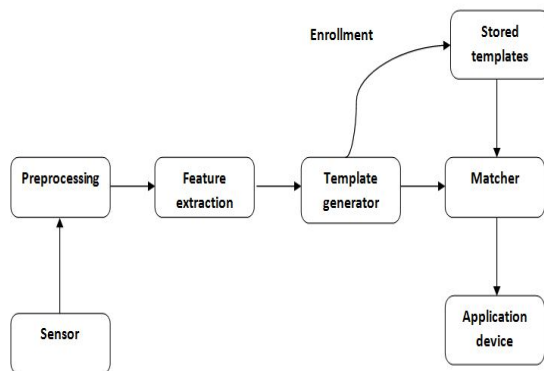 Enrollment
Stored
templates
Preprocessing
Feature
extraction
Template
generator
Matcher
Sensor
Application
device